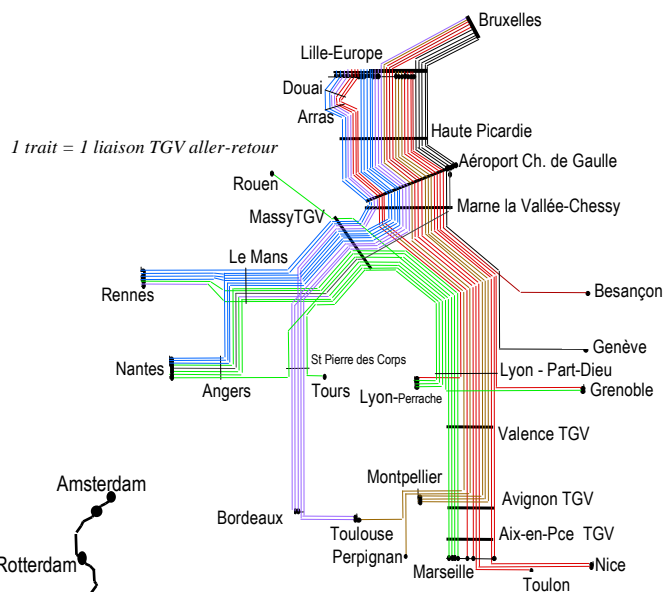 Bruxelles
Lille-Europe
Douai
Arras
Haute Picardie
1 trait = 1 liaison TGV aller-retour
Aéroport Ch. de Gaulle
Rouen
Marne la Vallée-Chessy
MassyTGV
Le Mans
Rennes
Besançon
Genève
St Pierre des Corps
Nantes
Angers
Tours
Lyon - Part-Dieu
Lyon-Perrache
Grenoble
Valence TGV
Montpellier
Amsterdam
Avignon TGV
Bordeaux
Toulouse
Aix-en-Pce TGV
Perpignan
Rotterdam
Marseille
Nice
Toulon